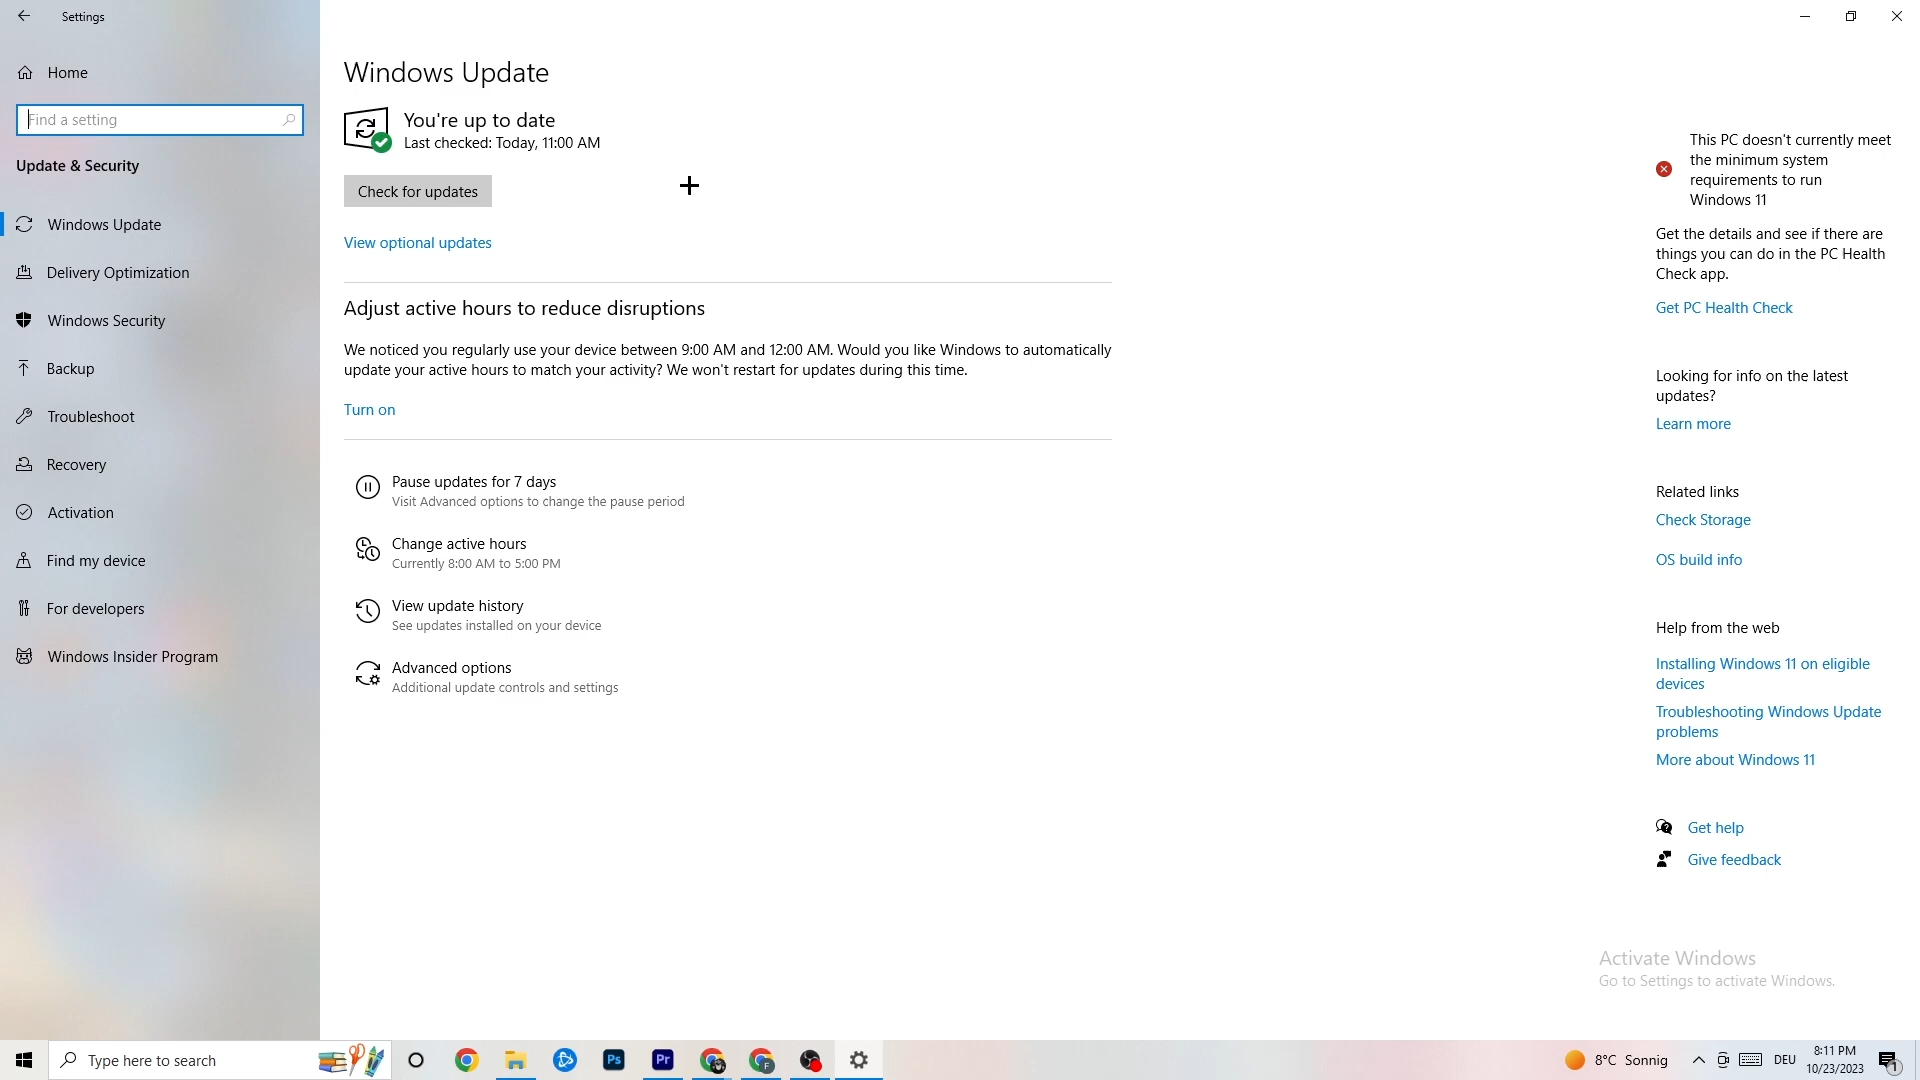 Settings
Home
Find a setting
Update & Security
Windows Update
Delivery Optimization
Windows Security
Backup
Troubleshoot
Recovery
Activation
Find my device
For developers
Windows Insider Program
Windows Update
You're up to date
Last checked: Today, 11:00 AM
Check for updates
View optional updates
Adjust active hours to reduce disruptions
We noticed you regularly use your device between 9:00 AM and 12:00 AM. Would you like Windows to automatically
update your active hours to match your activity? We won't restart for updates during this time.
Turn on
Pause updates for 7 days
Visit Advanced options to change the pause period
Change active hours
Currently 8:00 AM to 5:00 PM
View update history
See updates installed on your device
Advanced options
Additional update controls and settings
This PC doesn't currently meet
the minimum system
requirements to run
Windows 11
Get the details and see if there are
things you can do in the PC Health
Check app.
Get PC Health Check
Looking for info on the latest
updates?
Learn more
Related links
Check Storage
OS build info
Help from the web
Installing Windows 11 on eligible
devices
Troubleshooting Windows Update
problems
More about Windows 11
Get help
Give feedback
Activate Windows
Go to Settings to activate Windows.
Type here to search
Ps
Pr
F
8°C Sonnig
DEU
8:11 PM
10/23/2023
1